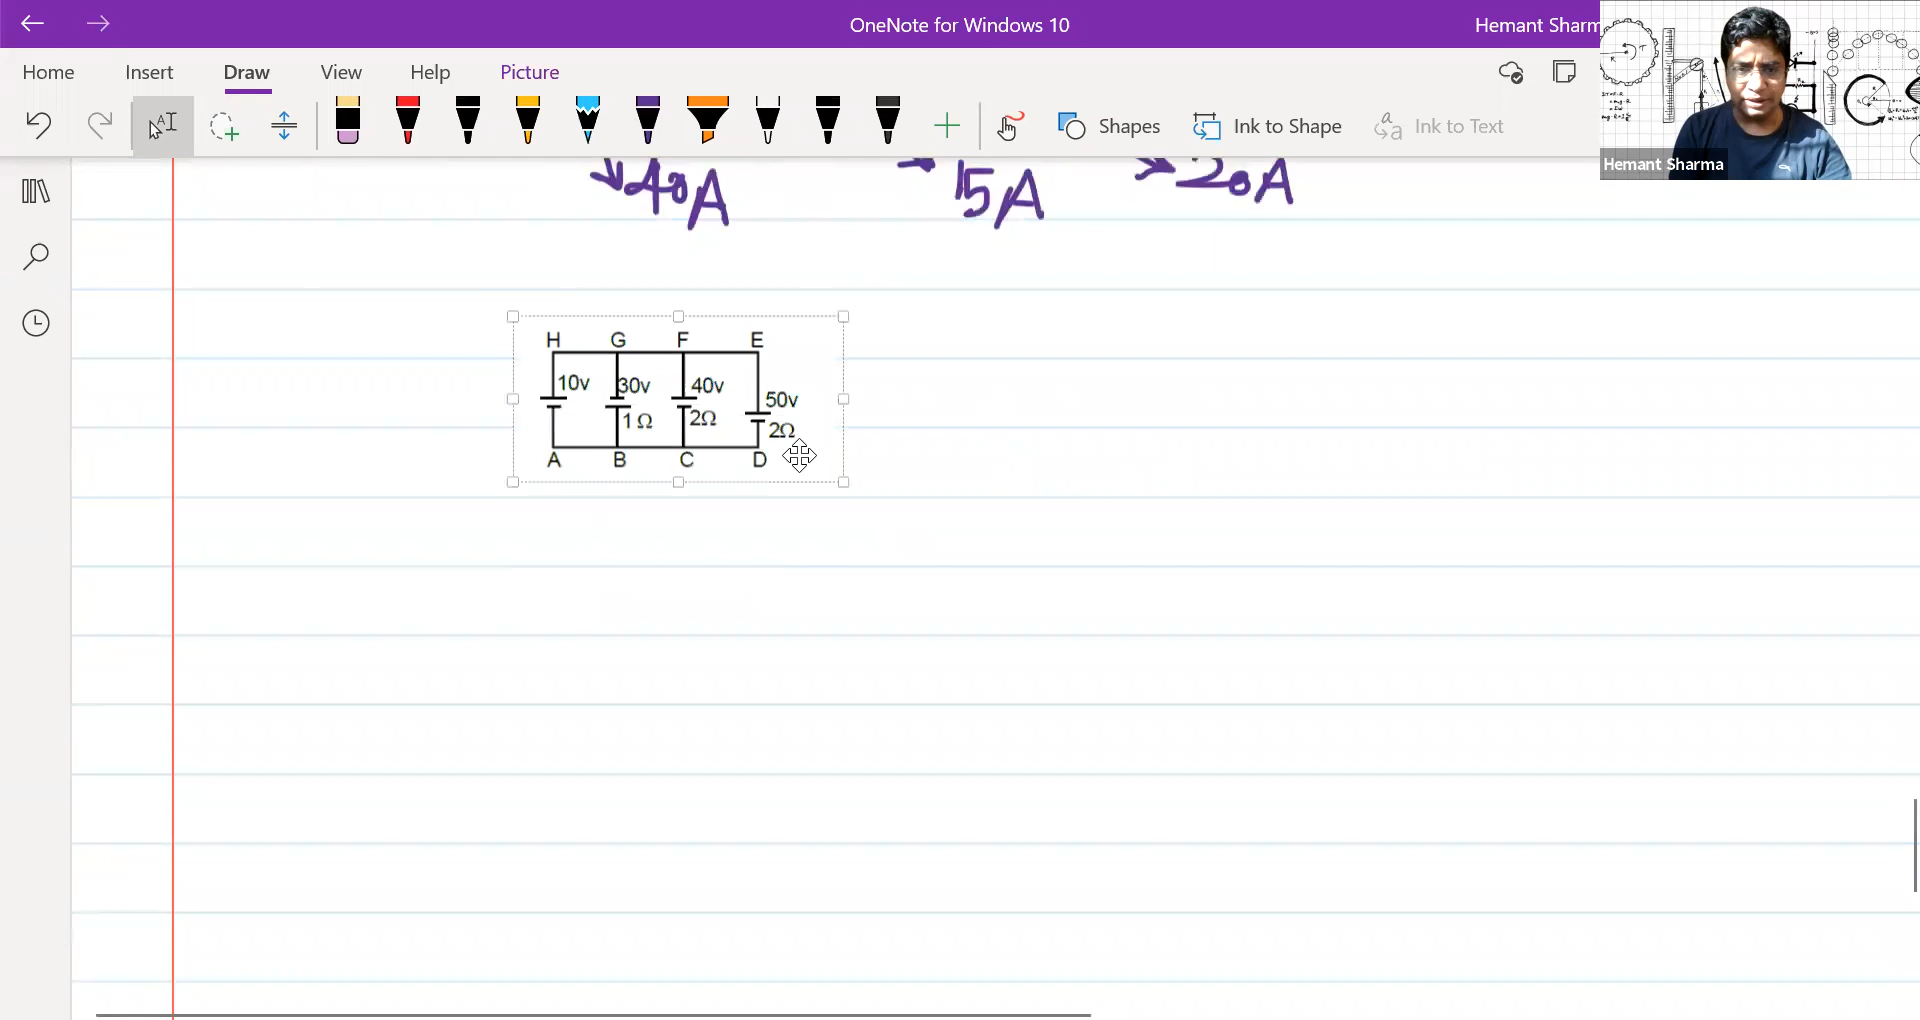 OneNote for Windows 10
Hemant Sharm
Home Insert Draw View Help Picture
Shapes Ink to Shape Ink to Text
Hemant Sharma
40A 15A 20A
H G F E
10v 30v 40v 50v
1Ω 2Ω 2Ω
A B C D